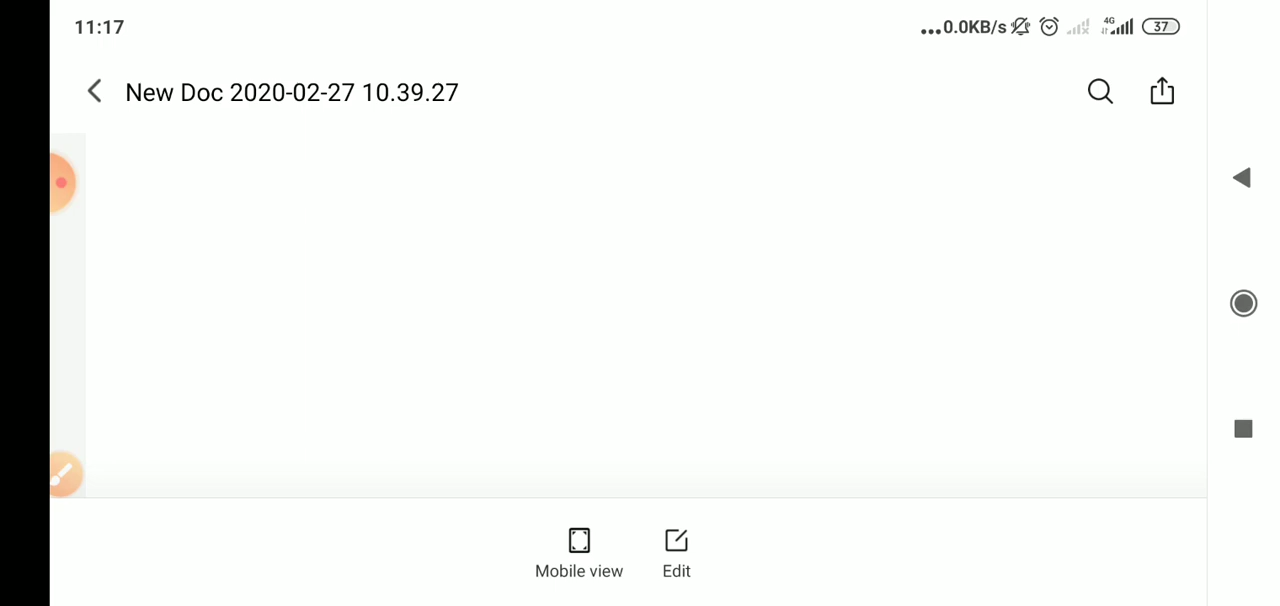 11:17
...0.0KB/s 4G 37
New Doc 2020-02-27 10.39.27
Mobile view
Edit